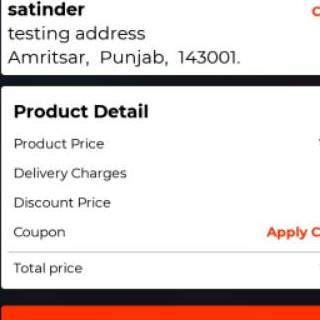 satinder
testing address
Amritsar, Punjab, 143001.
Product Detail
Product Price
Delivery Charges
Discount Price
Coupon Apply
Total price